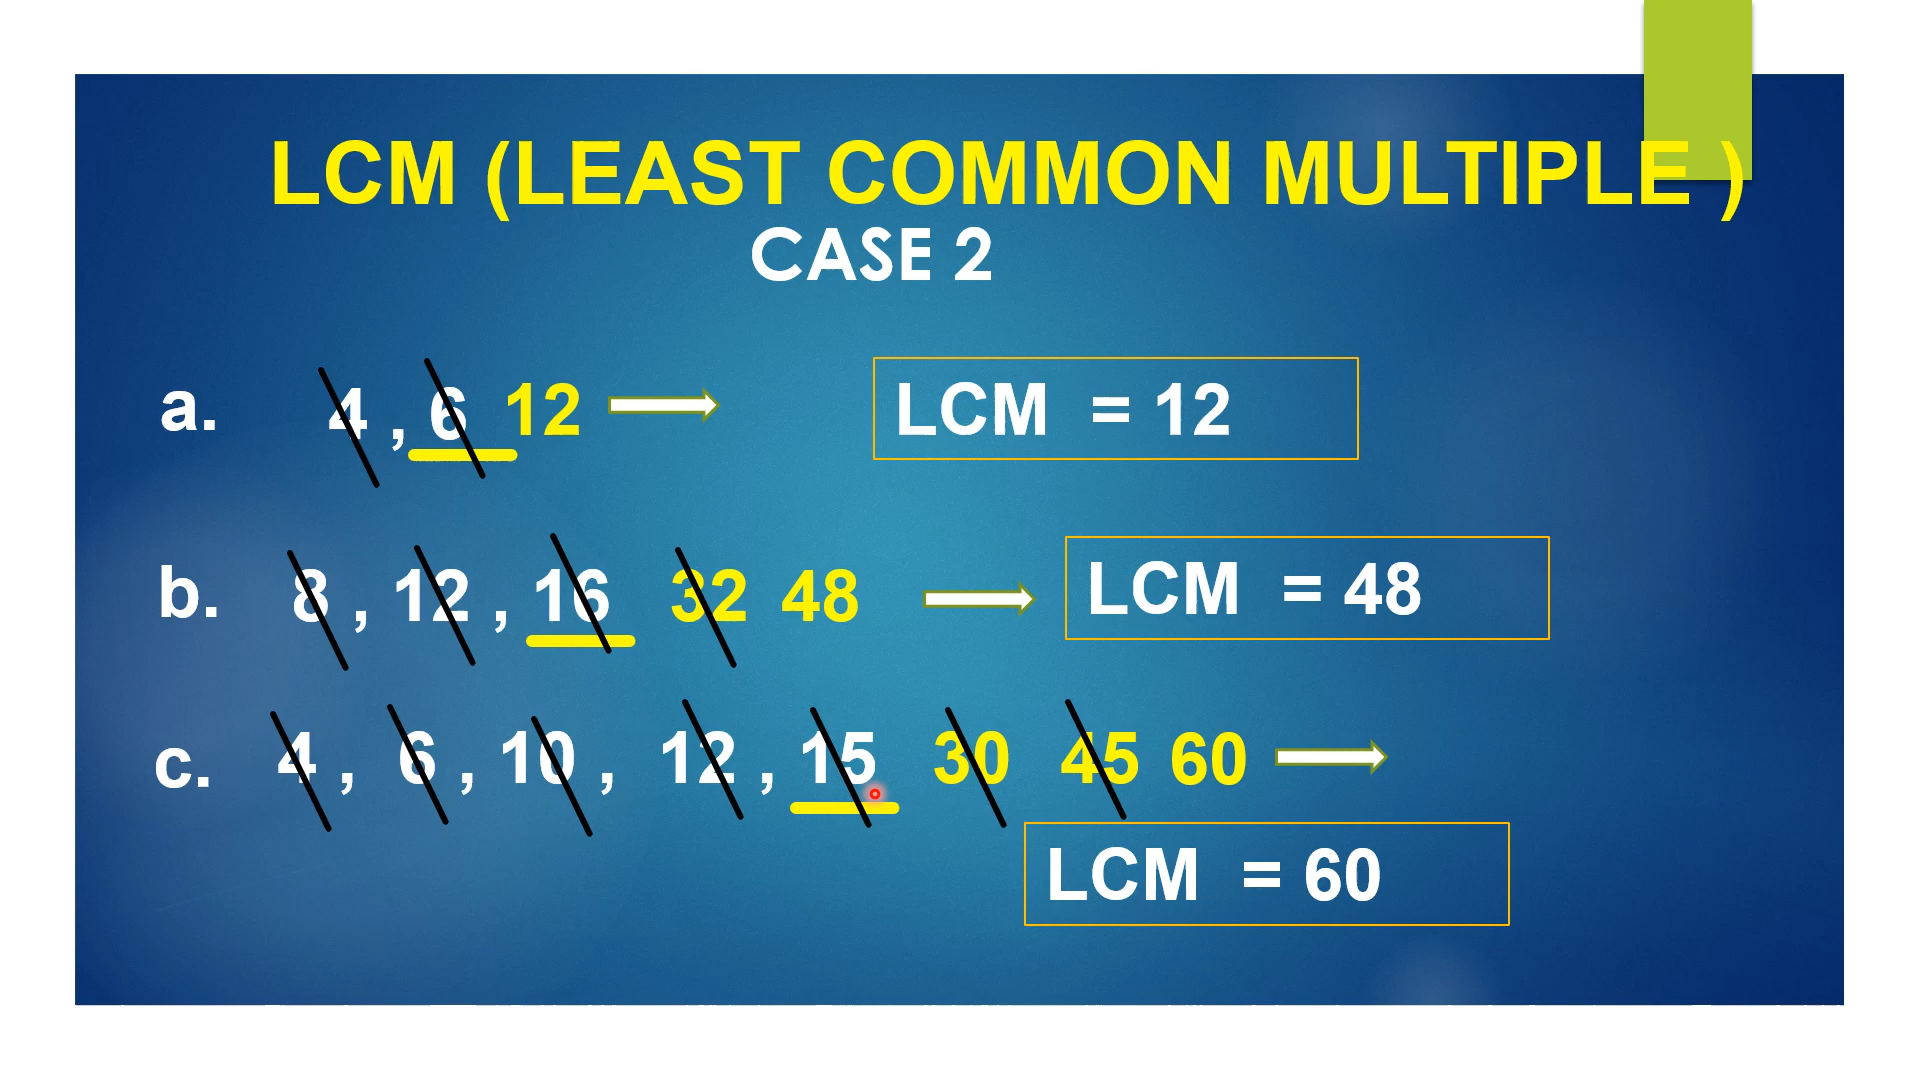 LCM (LEAST COMMON MULTIPLE )
CASE 2
a. 4 , 6 12 LCM = 12
b. 8 , 12 , 16 32 48 LCM = 48
c. 4 , 6 , 10 , 12 , 15 30 45 60
LCM = 60